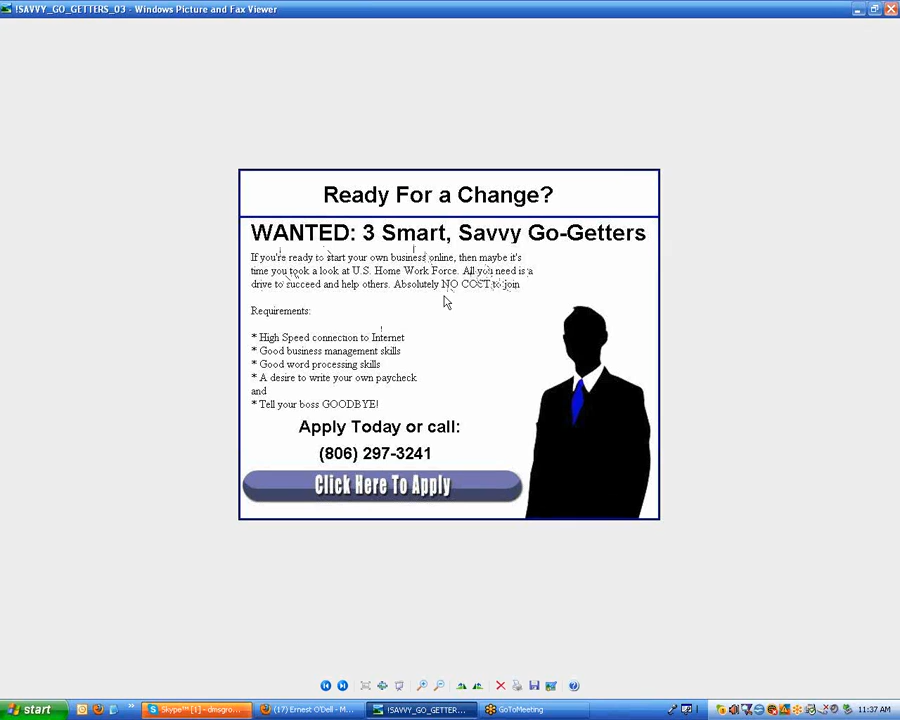 !SAVVY_GO_GETTERS_03 - Windows Picture and Fax Viewer
Ready For a Change?
WANTED: 3 Smart, Savvy Go-Getters
If you're ready to start your own business online, then maybe it's
time you took a look at U.S. Home Work Force. All you need is a
drive to succeed and help others. Absolutely NO COST to join
Requirements:
* High Speed connection to Internet
* Good business management skills
* Good word processing skills
* A desire to write your own paycheck
and
* Tell your boss GOODBYE!
Apply Today or call:
(806) 297-3241
Click Here To Apply
start
Skype™ [1] - dmsgro...
(17) Ernest O'Dell - M...
!SAVVY_GO_GETTER...
GoToMeeting
11:37 AM